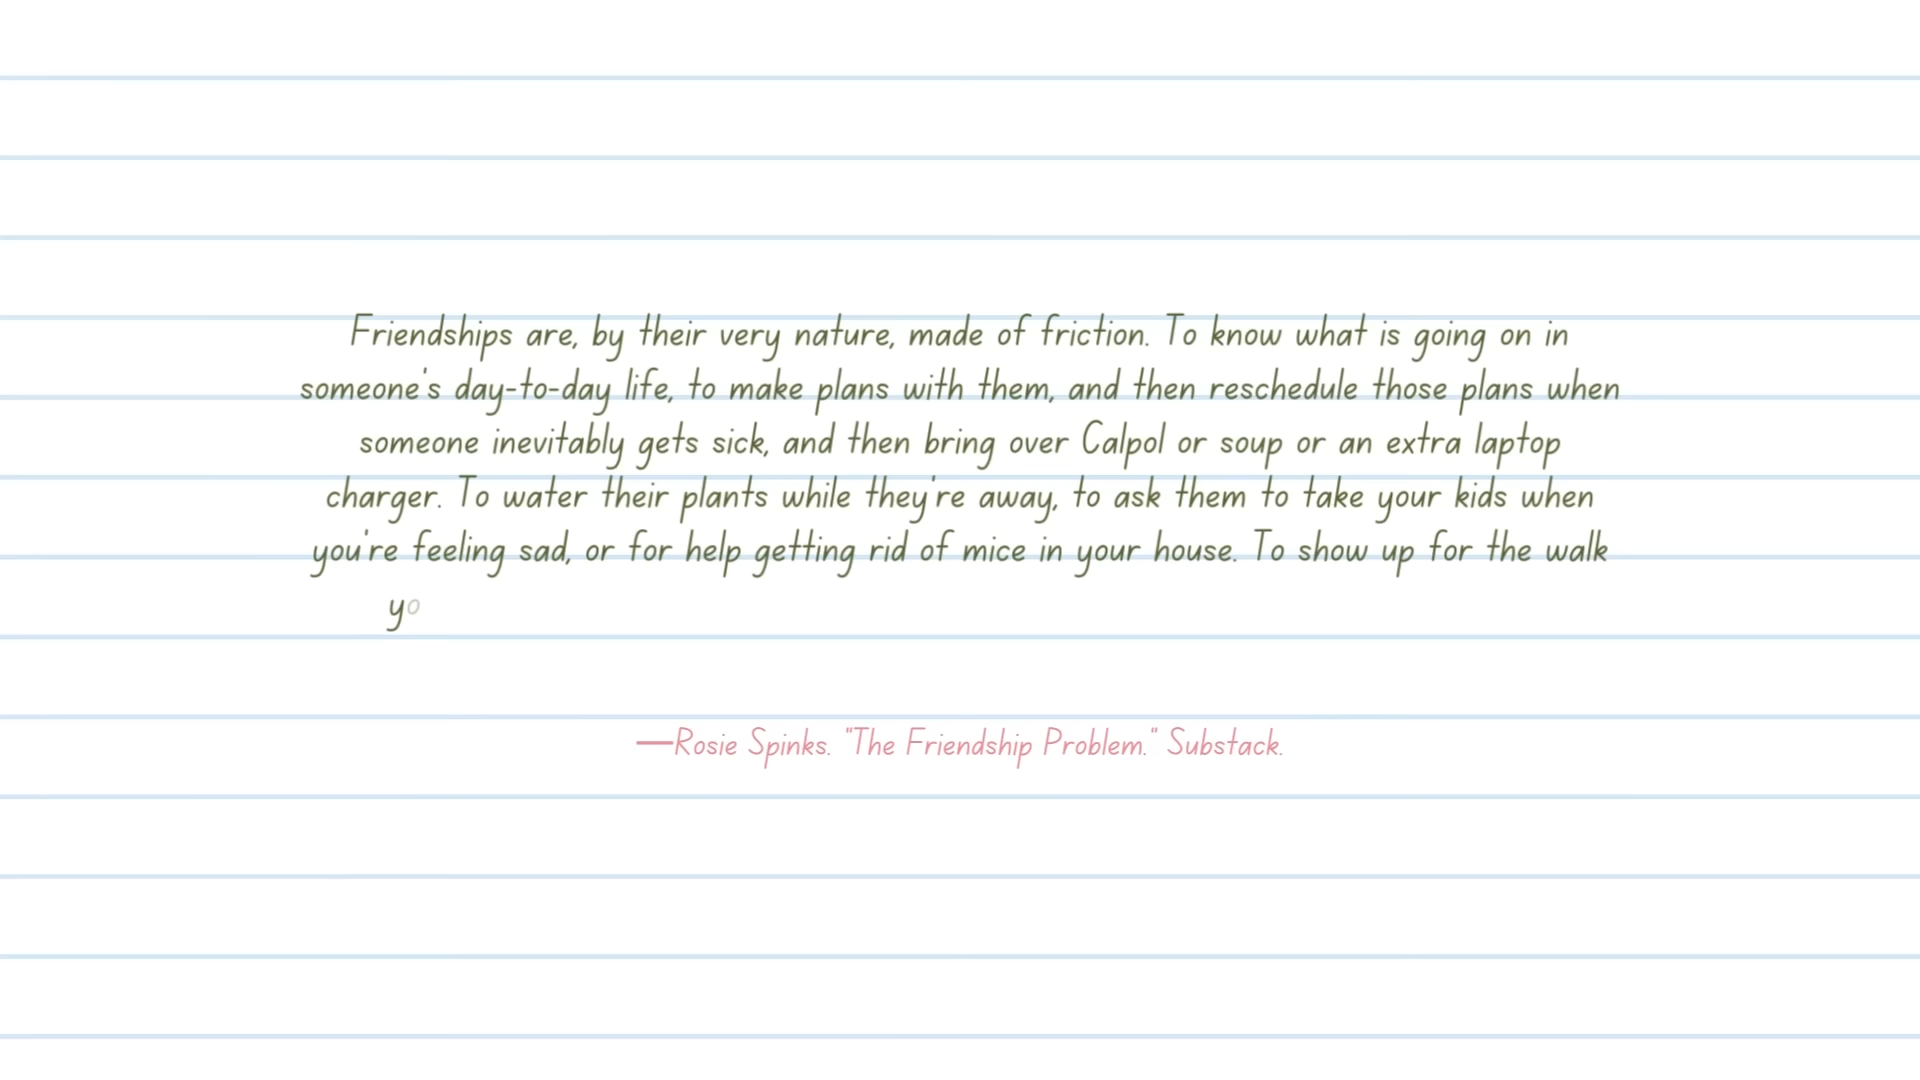 Friendships are, by their very nature, made of friction. To know what is going on in
someone's day-to-day life, to make plans with them, and then reschedule those plans when
someone inevitably gets sick, and then bring over Calpol or soup or an extra laptop
charger. To water their plants while they're away, to ask them to take your kids when
you're feeling sad, or for help getting rid of mice in your house. To show up for the walk
yo
—Rosie Spinks. "The Friendship Problem." Substack.